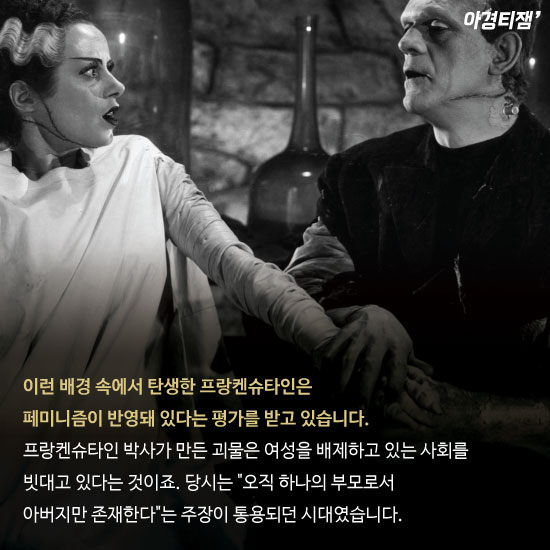 아경티잼'
이런 배경 속에서 탄생한 프랑켄슈타인은
페미니즘이 반영돼 있다는 평가를 받고 있습니다.
프랑켄슈타인 박사가 만든 괴물은 여성을 배제하고 있는 사회를
빗대고 있다는 것이죠. 당시는 "오직 하나의 부모로서
아버지만 존재한다"는 주장이 통용되던 시대였습니다.